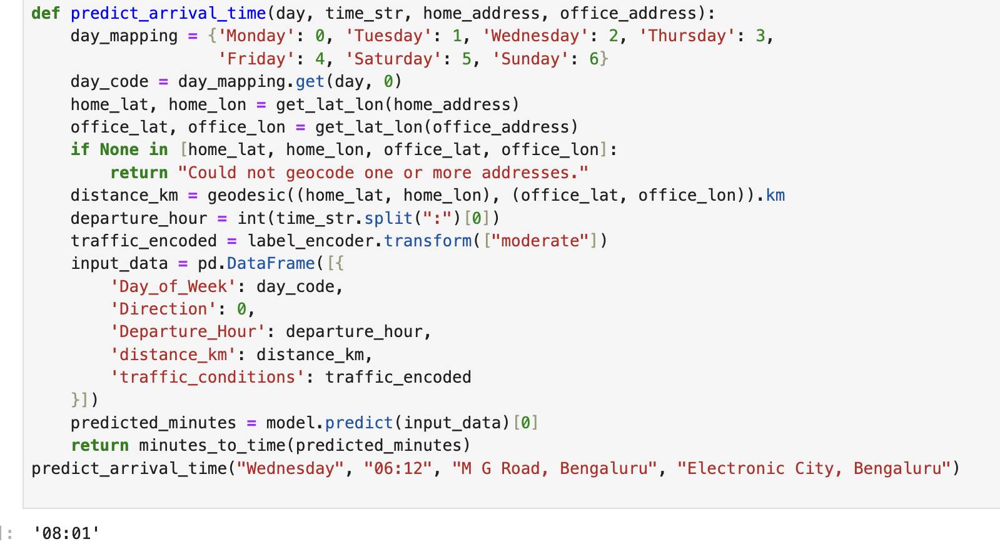 def predict_arrival_time(day, time_str, home_address, office_address):
    day_mapping = {'Monday': 0, 'Tuesday': 1, 'Wednesday': 2, 'Thursday': 3,
                   'Friday': 4, 'Saturday': 5, 'Sunday': 6}
    day_code = day_mapping.get(day, 0)
    home_lat, home_lon = get_lat_lon(home_address)
    office_lat, office_lon = get_lat_lon(office_address)
    if None in [home_lat, home_lon, office_lat, office_lon]:
        return "Could not geocode one or more addresses."
    distance_km = geodesic((home_lat, home_lon), (office_lat, office_lon)).km
    departure_hour = int(time_str.split(":")[0])
    traffic_encoded = label_encoder.transform(["moderate"])
    input_data = pd.DataFrame([{
        'Day_of_Week': day_code,
        'Direction': 0,
        'Departure_Hour': departure_hour,
        'distance_km': distance_km,
        'traffic_conditions': traffic_encoded
    }])
    predicted_minutes = model.predict(input_data)[0]
    return minutes_to_time(predicted_minutes)
predict_arrival_time("Wednesday", "06:12", "M G Road, Bengaluru", "Electronic City, Bengaluru")
]: '08:01'